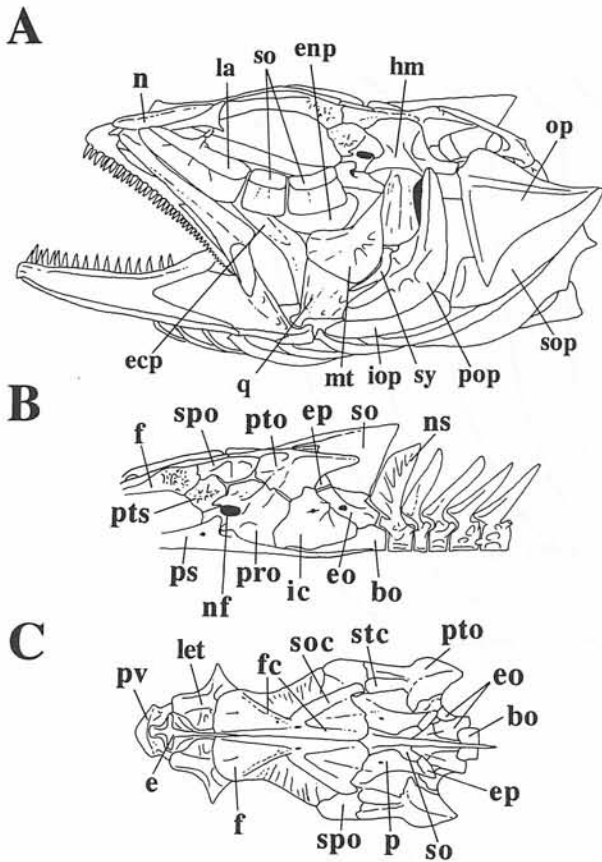 A
n
la
so
enp
hm
op
ecp
q
mt
iop
sy
pop
sop
B
f
spo
pto
ep
so
ns
pts
ps
nf
pro
ic
eo
bo
C
pv
let
fc
soc
stc
pto
eo
bo
e
f
spo
p
so
ep